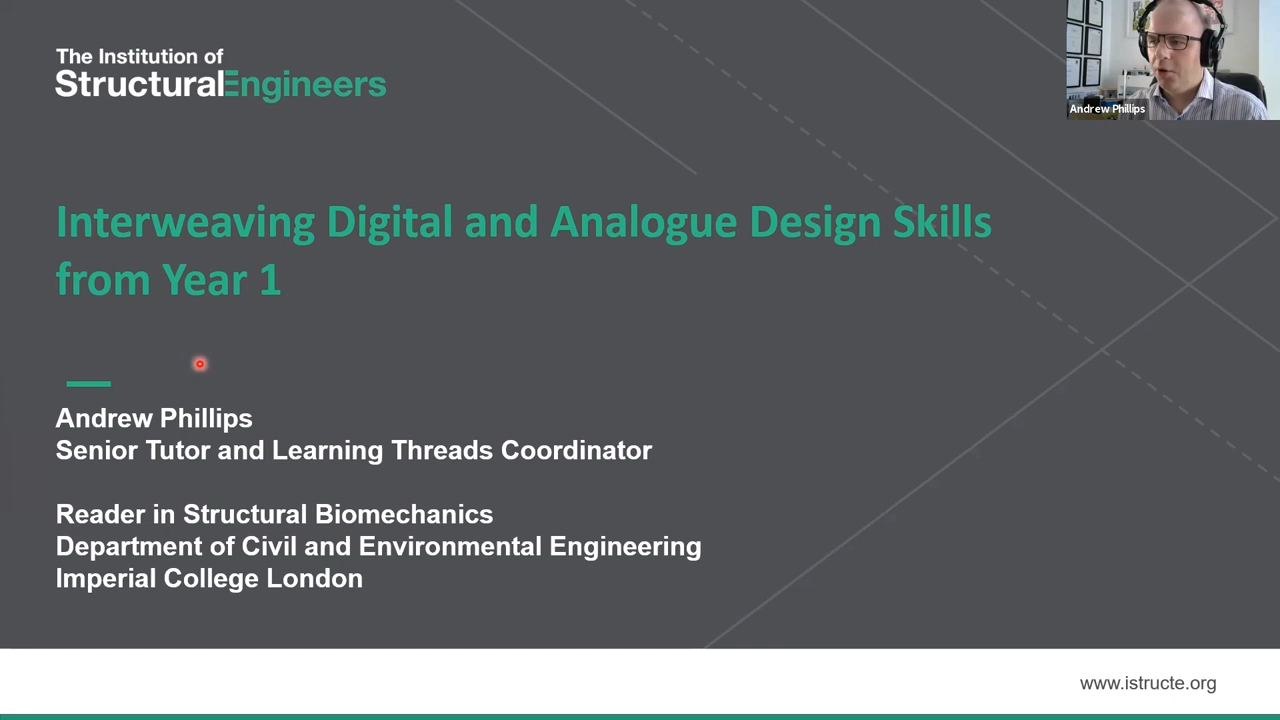 The Institution of
StructuralEngineers
Andrew Phillips
Interweaving Digital and Analogue Design Skills
from Year 1
Andrew Phillips
Senior Tutor and Learning Threads Coordinator
Reader in Structural Biomechanics
Department of Civil and Environmental Engineering
Imperial College London
www.istructe.org